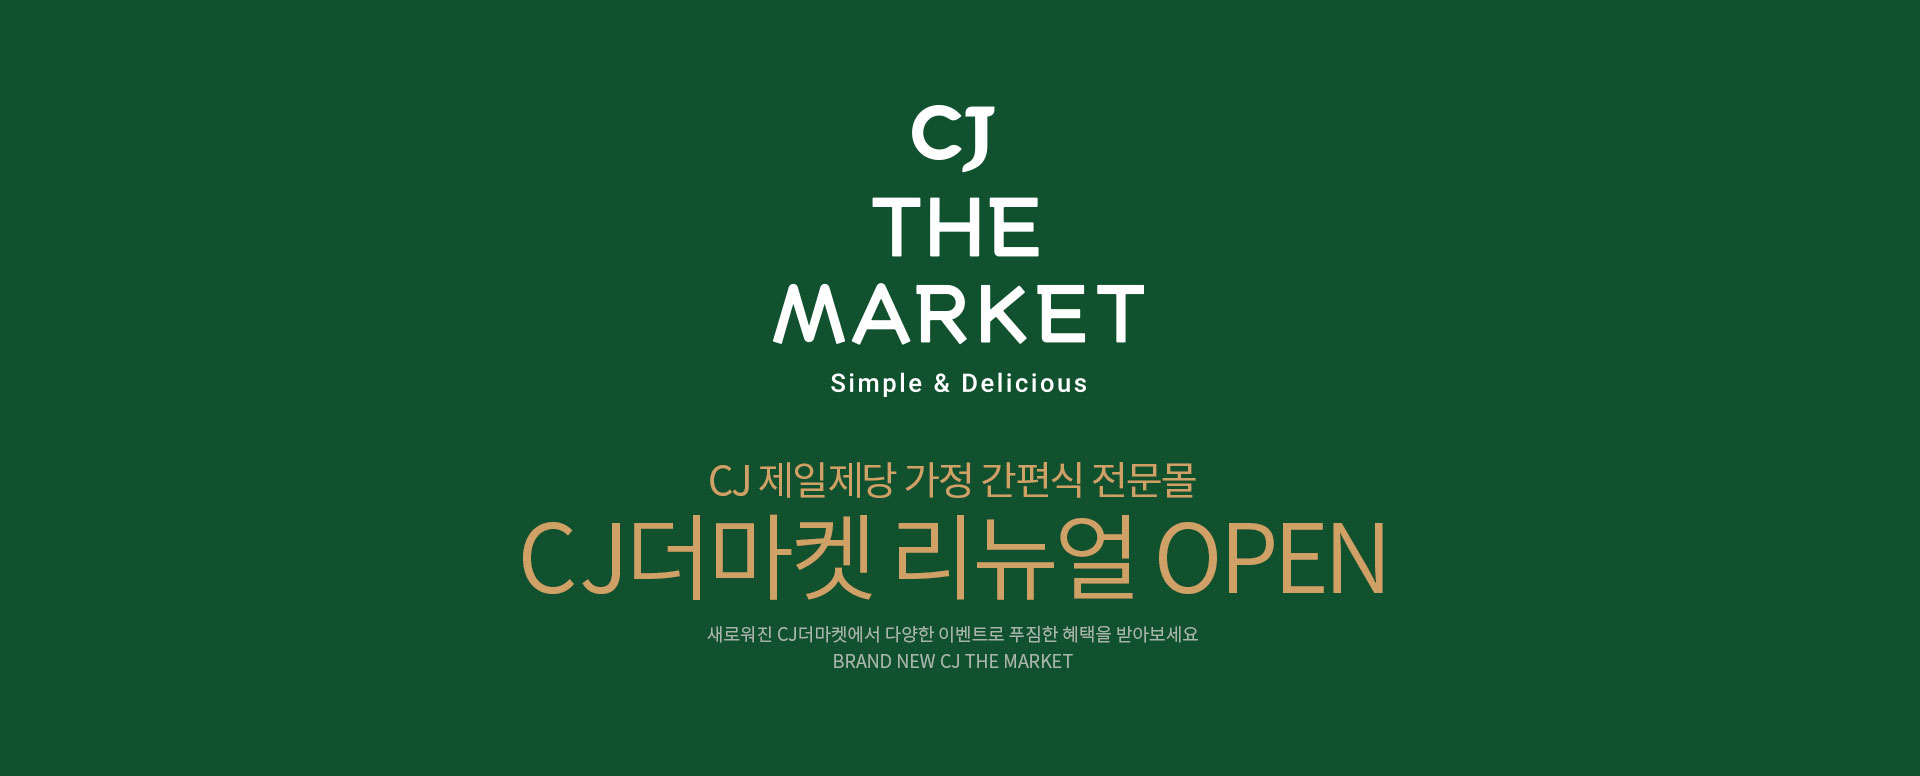 CJ
THE
MARKET
Simple & Delicious
CJ 제일제당 가정 간편식 전문몰
CJ더마켓 리뉴얼 OPEN
새로워진 CJ더마켓에서 다양한 이벤트로 푸짐한 혜택을 받아보세요
BRAND NEW CJ THE MARKET